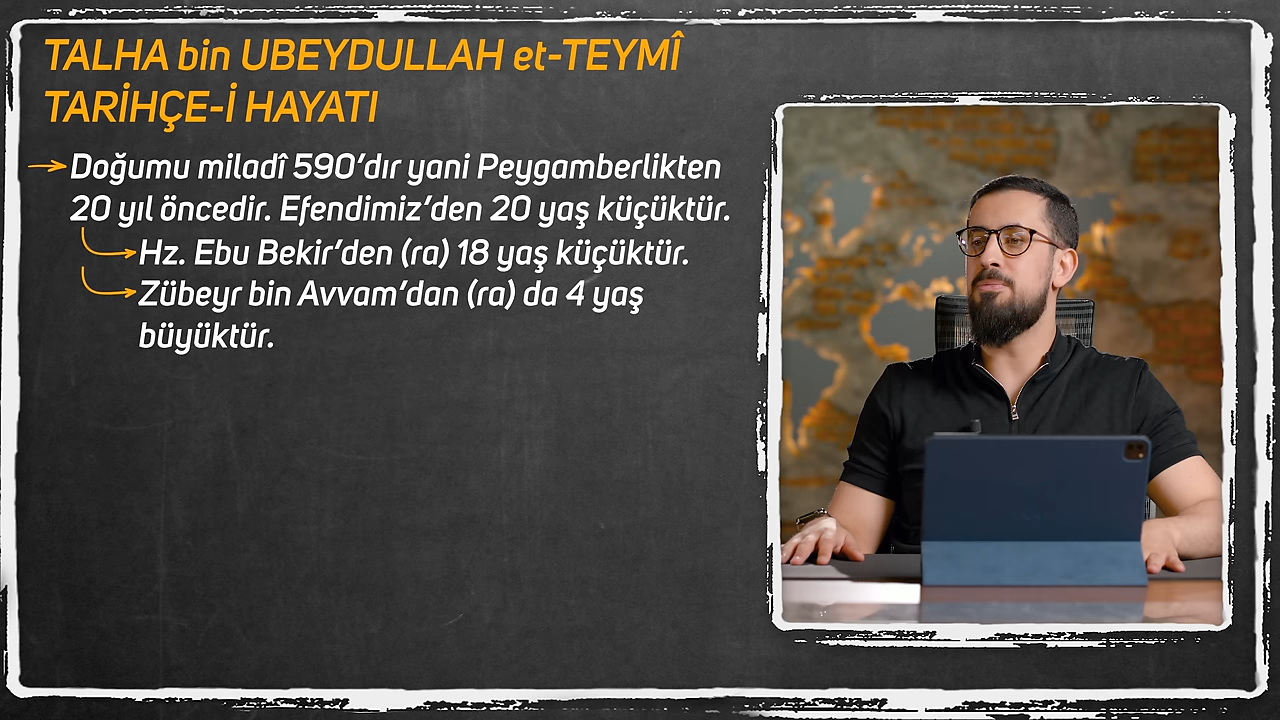 TALHA bin UBEYDULLAH et-TEYMÎ
TARİHÇE-İ HAYATI
Doğumu miladî 590’dır yani Peygamberlikten
20 yıl öncedir. Efendimiz’den 20 yaş küçüktür.
Hz. Ebu Bekir’den (ra) 18 yaş küçüktür.
Zübeyr bin Avvam’dan (ra) da 4 yaş
büyüktür.